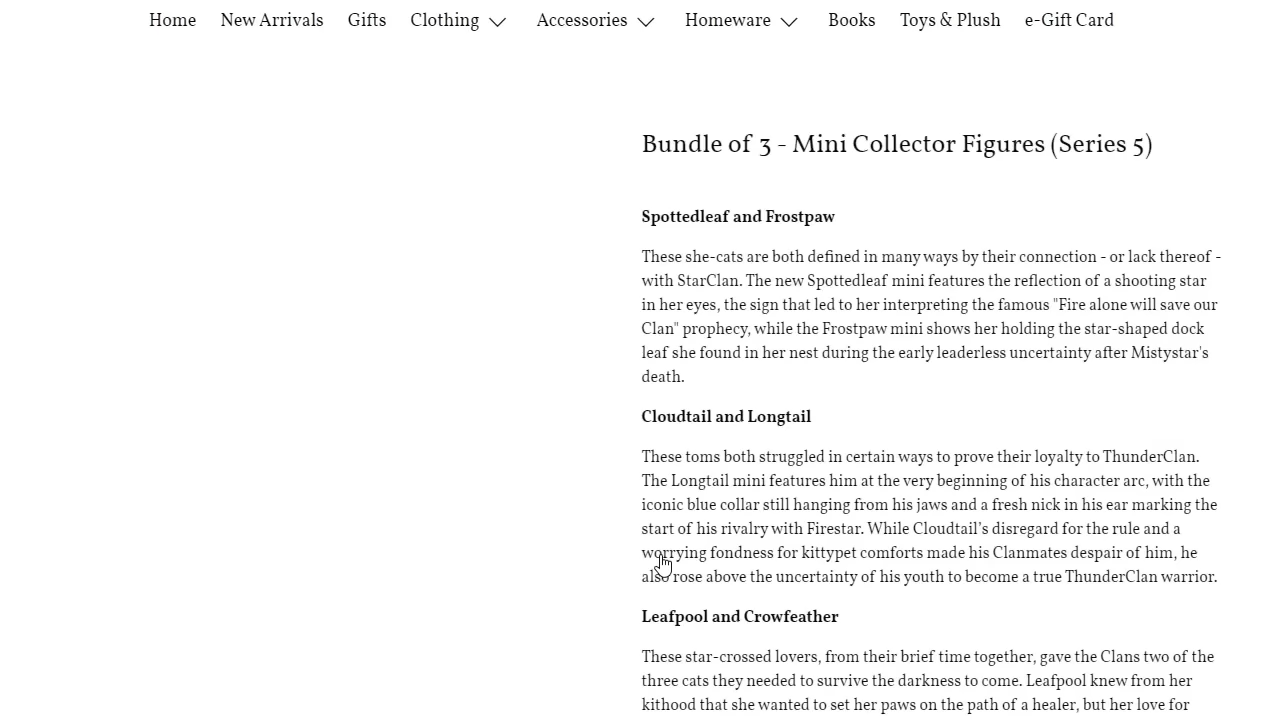 Home New Arrivals Gifts Clothing Accessories Homeware Books Toys & Plush e-Gift Card
Bundle of 3 - Mini Collector Figures (Series 5)
Spottedleaf and Frostpaw
These she-cats are both defined in many ways by their connection - or lack thereof -
with StarClan. The new Spottedleaf mini features the reflection of a shooting star
in her eyes, the sign that led to her interpreting the famous "Fire alone will save our
Clan" prophecy, while the Frostpaw mini shows her holding the star-shaped dock
leaf she found in her nest during the early leaderless uncertainty after Mistystar's
death.
Cloudtail and Longtail
These toms both struggled in certain ways to prove their loyalty to ThunderClan.
The Longtail mini features him at the very beginning of his character arc, with the
iconic blue collar still hanging from his jaws and a fresh nick in his ear marking the
start of his rivalry with Firestar. While Cloudtail's disregard for the rule and a
worrying fondness for kittypet comforts made his Clanmates despair of him, he
also rose above the uncertainty of his youth to become a true ThunderClan warrior.
Leafpool and Crowfeather
These star-crossed lovers, from their brief time together, gave the Clans two of the
three cats they needed to survive the darkness to come. Leafpool knew from her
kithood that she wanted to set her paws on the path of a healer, but her love for